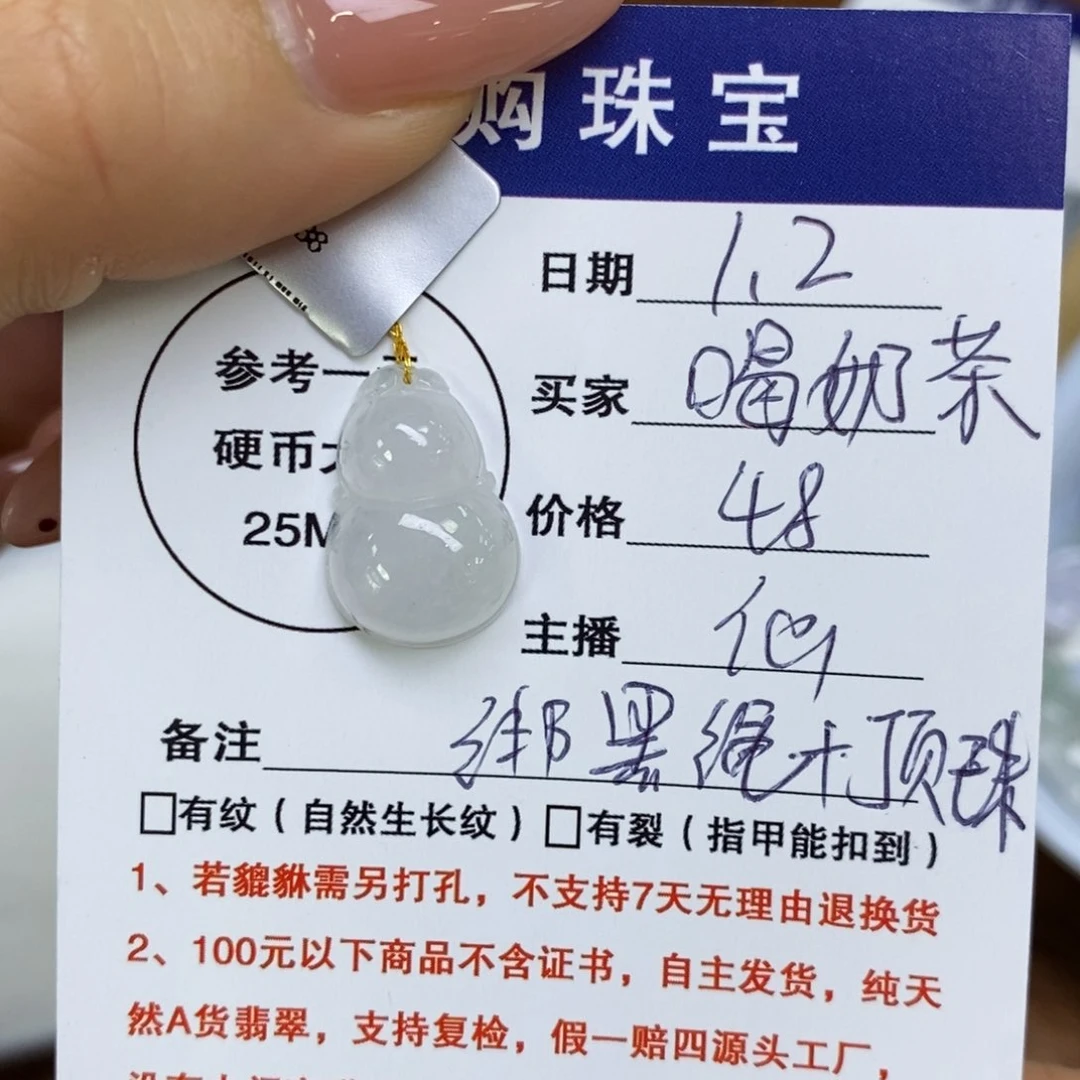 购珠宝
日期 1.2
参考一
买家 喝奶茶
硬币
25M
价格 48
主播 仙
备注 绑黑绳+顶珠
□有纹（自然生长纹）□有裂（指甲能扣到）
1、若貔貅需另打孔，不支持7天无理由退换货
2、100元以下商品不含证书，自主发货，纯天
然A货翡翠，支持复检，假一赔四源头工厂，